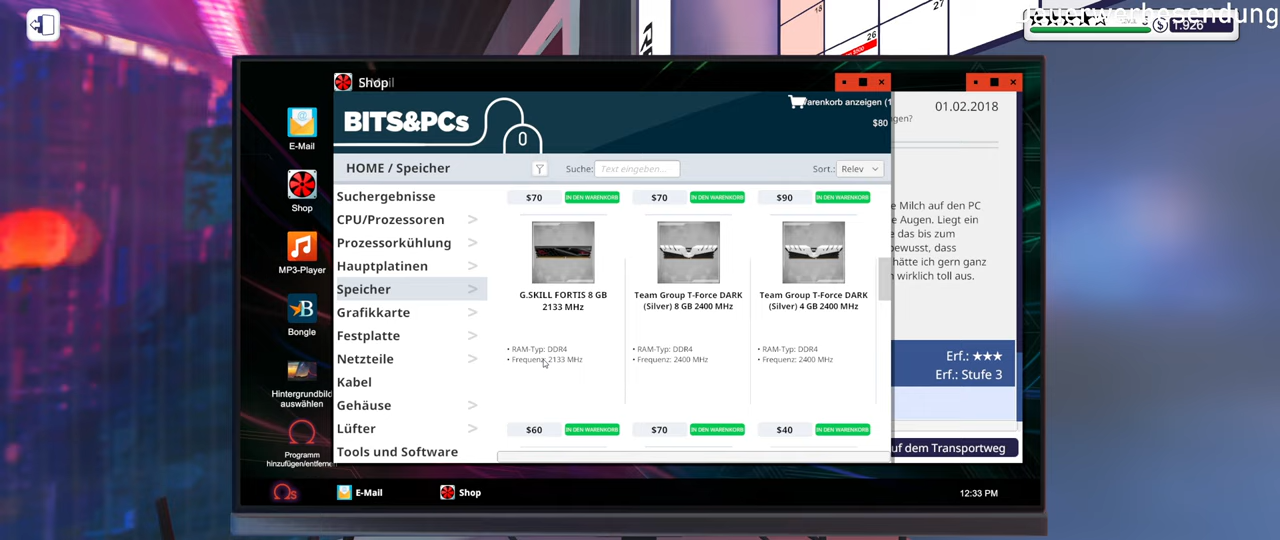 uerwerbesendung
18
27
26
1.926
Shop
01.02.2018
BITS&PCs
Warenkorb anzeigen (1
$80
gen?
HOME / Speicher
Suche:
Text eingeben...
Sort.:
Relev
Suchergebnisse
CPU/Prozessoren >
Prozessorkühlung >
Hauptplatinen >
Speicher >
Grafikkarte >
Festplatte >
Netzteile >
Kabel
Gehäuse >
Lüfter >
Tools und Software
$70 IN DEN WARENKORB
$70 IN DEN WARENKORB
$90 IN DEN WARENKORB
G.SKILL FORTIS 8 GB
2133 MHz
• RAM-Typ: DDR4
• Frequenz: 2133 MHz
$60 IN DEN WARENKORB
Team Group T-Force DARK
(Silver) 8 GB 2400 MHz
• RAM-Typ: DDR4
• Frequenz: 2400 MHz
$70 IN DEN WARENKORB
Team Group T-Force DARK
(Silver) 4 GB 2400 MHz
• RAM-Typ: DDR4
• Frequenz: 2400 MHz
$40 IN DEN WARENKORB
e Milch auf den PC
e Augen. Liegt ein
e das bis zum
bewusst, dass
hätte ich gern ganz
n wirklich toll aus.
Erf.: ★★★
Erf.: Stufe 3
uf dem Transportweg
E-Mail
Shop
MP3-Player
Bongle
Hintergrundbild
auswählen
Programm
hinzufügen/entfernen
E-Mail
Shop
12:33 PM